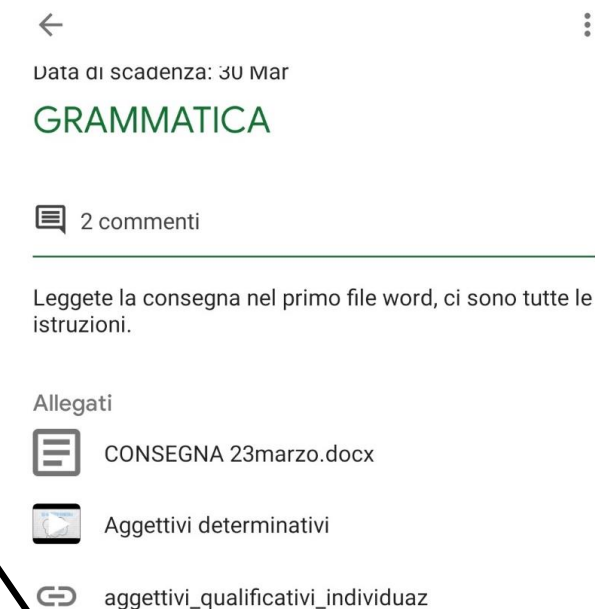 Data di scadenza: 30 Mar
GRAMMATICA
2 commenti
Leggete la consegna nel primo file word, ci sono tutte le
istruzioni.
Allegati
CONSEGNA 23marzo.docx
Aggettivi determinativi
aggettivi_qualificativi_individuaz